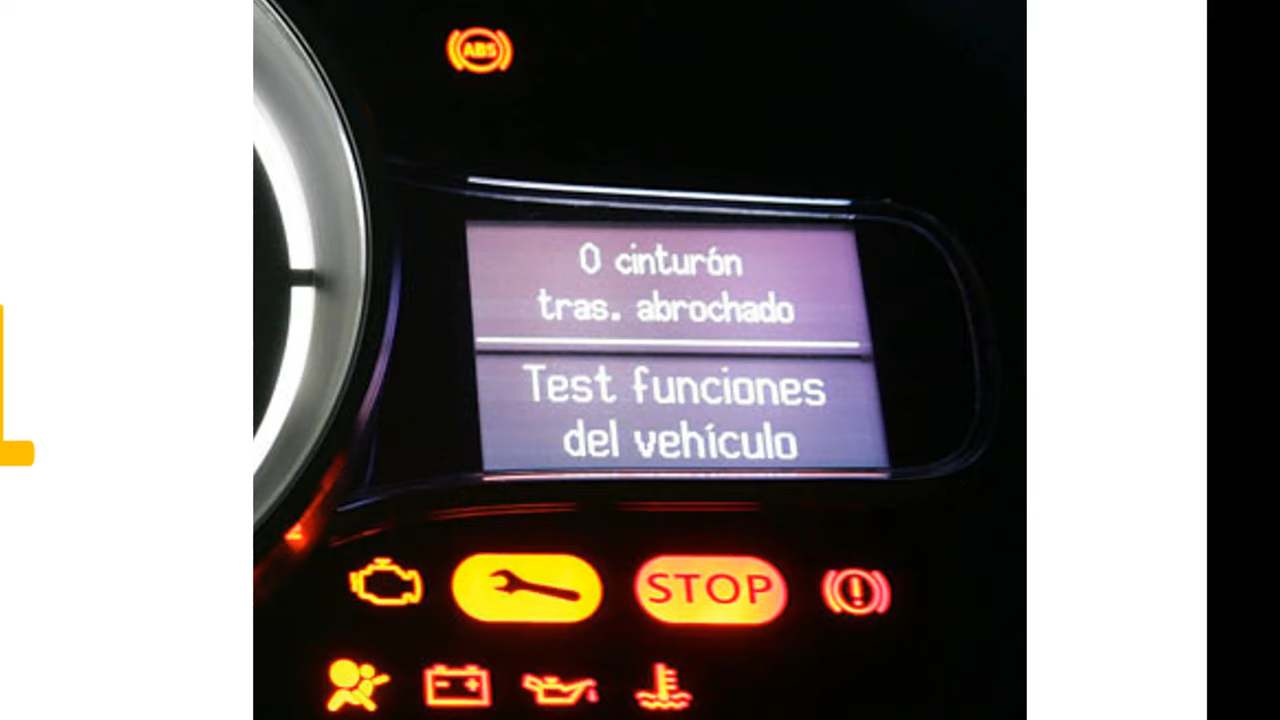 ABS
0 cinturón
tras. abrochado
Test funciones
del vehículo
STOP